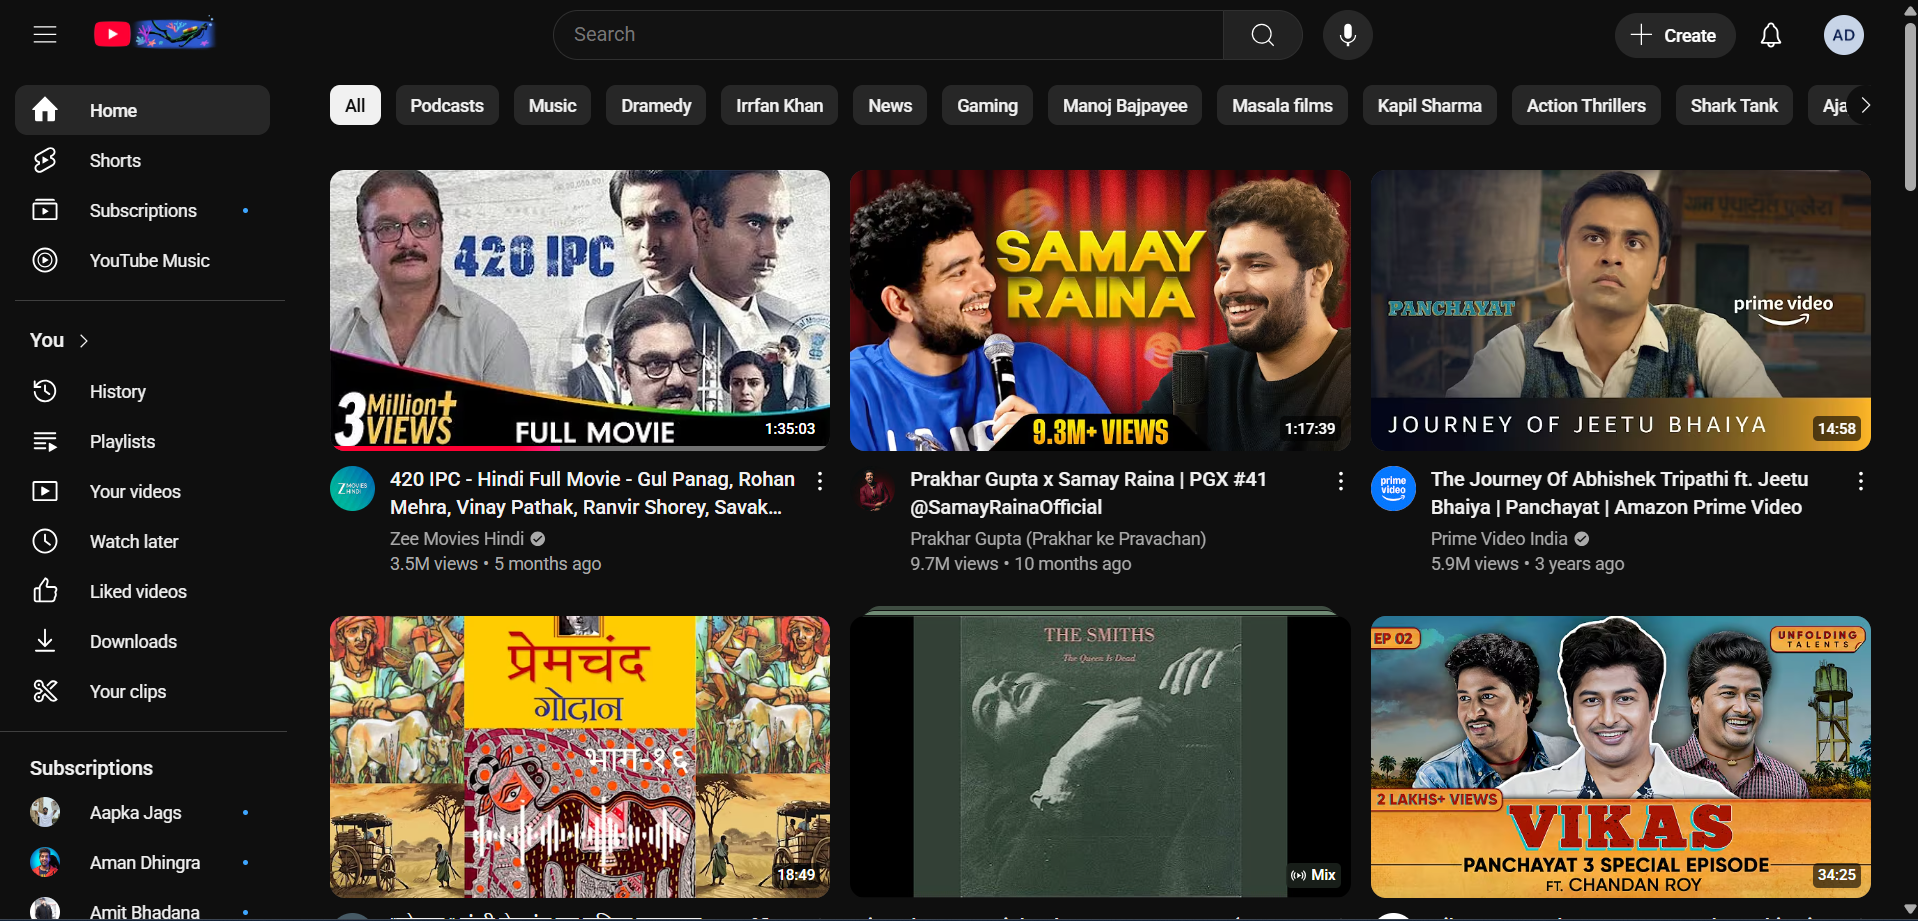 Search
Create
AD
Home
Shorts
Subscriptions
YouTube Music
You
History
Playlists
Your videos
Watch later
Liked videos
Downloads
Your clips
Subscriptions
Aapka Jags
Aman Dhingra
Amit Bhadana
All
Podcasts
Music
Dramedy
Irrfan Khan
News
Gaming
Manoj Bajpayee
Masala films
Kapil Sharma
Action Thrillers
Shark Tank
Aja
420 IPC
3 Million+
VIEWS
FULL MOVIE
1:35:03
Z MOVIES
HINDI
420 IPC - Hindi Full Movie - Gul Panag, Rohan
Mehra, Vinay Pathak, Ranvir Shorey, Savak...
Zee Movies Hindi
3.5M views • 5 months ago
SAMAY
RAINA
9.3M+ VIEWS
1:17:39
Prakhar Gupta x Samay Raina | PGX #41
@SamayRainaOfficial
Prakhar Gupta (Prakhar ke Pravachan)
9.7M views • 10 months ago
PANCHAYAT
prime video
JOURNEY OF JEETU BHAIYA
14:58
prime
video
The Journey Of Abhishek Tripathi ft. Jeetu
Bhaiya | Panchayat | Amazon Prime Video
Prime Video India
5.9M views • 3 years ago
प्रेमचंद
गोदान
भाग-१६
18:49
THE SMITHS
The Queen Is Dead
Mix
EP 02
UNFOLDING
TALENTS
2 LAKHS+ VIEWS
VIKAS
PANCHAYAT 3 SPECIAL EPISODE
FT. CHANDAN ROY
34:25